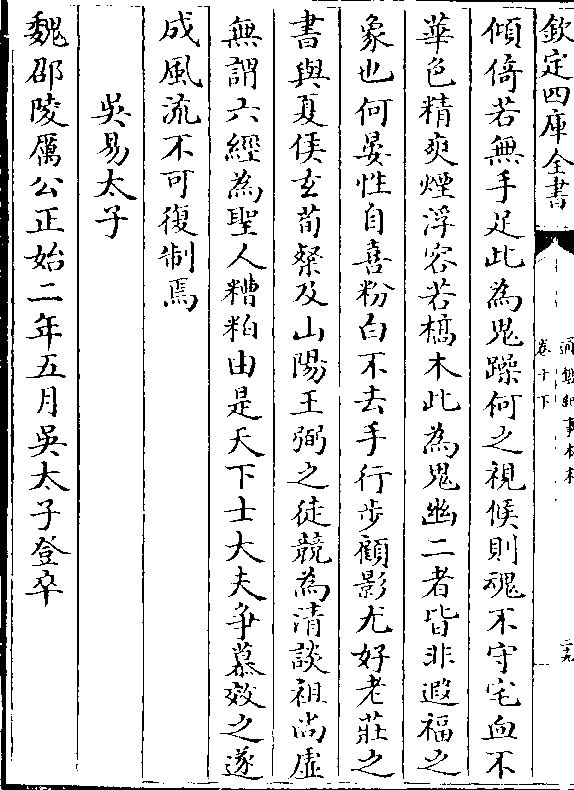 欽定四庫全書
通鑑紀事本末
卷十下
二九
傾倚若無手足此為鬼躁何之視候則魂不守宅血不
華色精爽煙浮容若槁木此為鬼幽二者皆非遐福之
象也何晏性自喜粉白不去手行步顧影尤好老莊之
書與夏侯玄荀粲及山陽王弼之徒競為清談祖尚虛
無謂六經為聖人糟粕由是天下士大夫爭慕效之遂
成風流不可復制焉
吳易太子
魏邵陵厲公正始二年五月吳太子登卒